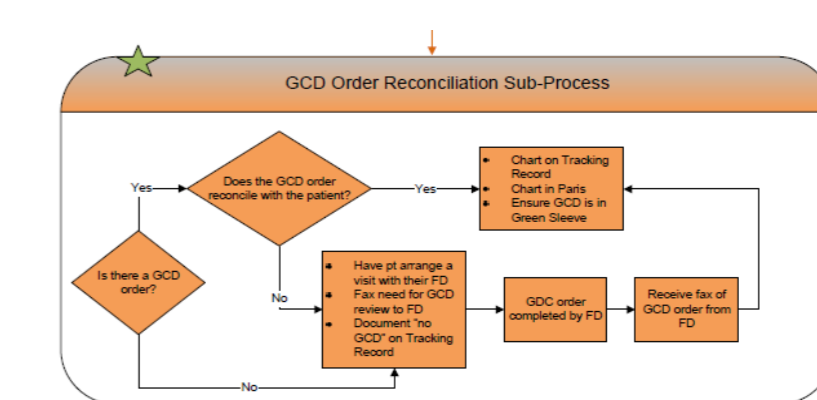 GCD Order Reconciliation Sub-Process
Yes
Does the GCD order
reconcile with the patient?
Yes
Chart on Tracking
Record
Chart in Paris
Ensure GCD is in
Green Sleeve
Is there a GCD
order?
No
Have pt arrange a
visit with their FD
Fax need for GCD
review to FD
Document "no
GCD" on Tracking
Record
GDC order
completed by FD
Receive fax of
GCD order from
FD
No